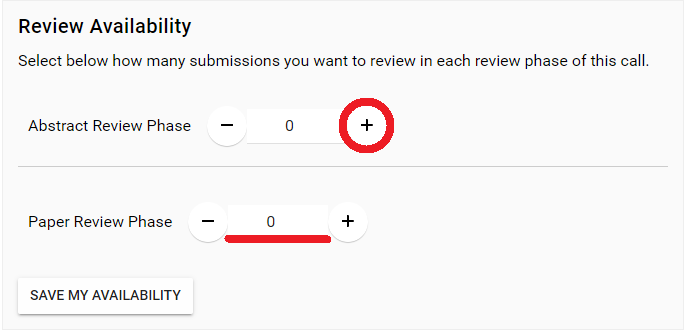 Review Availability
Select below how many submissions you want to review in each review phase of this call.
Abstract Review Phase − 0 +
Paper Review Phase − 0 +
SAVE MY AVAILABILITY